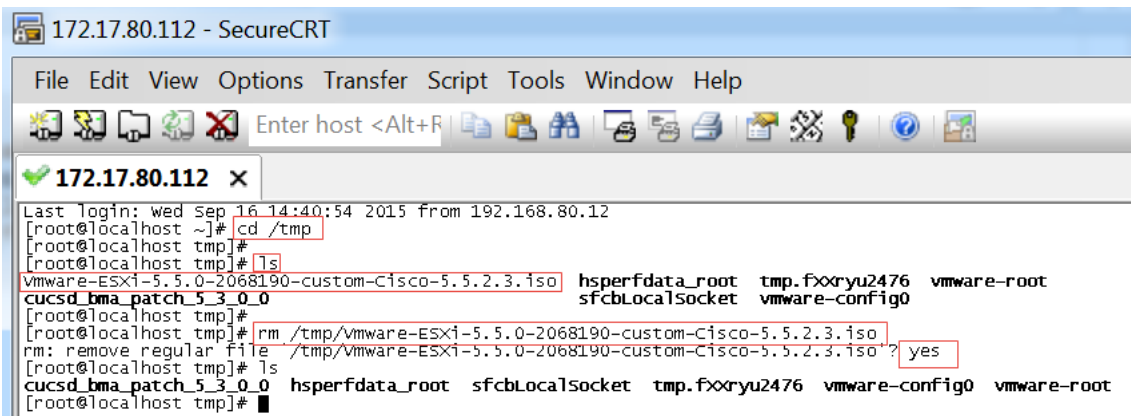 172.17.80.112 - SecureCRT
File Edit View Options Transfer Script Tools Window Help
Enter host <Alt+R
172.17.80.112 x
Last login: Wed Sep 16 14:40:54 2015 from 192.168.80.12
[root@localhost ~]# cd /tmp
[root@localhost tmp]#
[root@localhost tmp]# ls
Vmware-ESXi-5.5.0-2068190-custom-Cisco-5.5.2.3.iso hsperfdata_root tmp.fXXryu2476 vmware-root
cucsd_bma_patch_5_3_0_0 sfcbLocalSocket vmware-config0
[root@localhost tmp]#
[root@localhost tmp]# rm /tmp/Vmware-ESXi-5.5.0-2068190-custom-Cisco-5.5.2.3.iso
rm: remove regular file `/tmp/Vmware-ESXi-5.5.0-2068190-custom-Cisco-5.5.2.3.iso'? yes
[root@localhost tmp]# ls
cucsd_bma_patch_5_3_0_0 hsperfdata_root sfcbLocalSocket tmp.fXXryu2476 vmware-config0 vmware-root
[root@localhost tmp]#